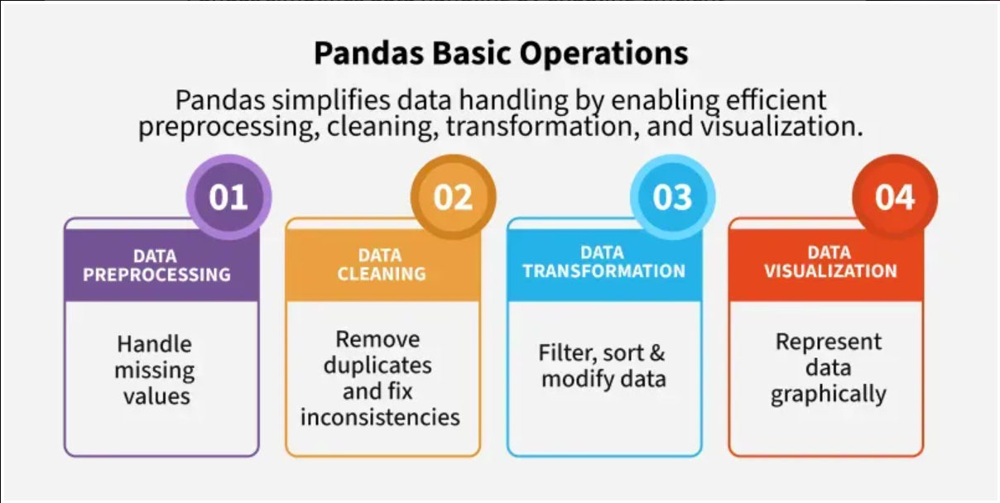 Pandas Basic Operations
Pandas simplifies data handling by enabling efficient
preprocessing, cleaning, transformation, and visualization.
01
DATA
PREPROCESSING
Handle
missing
values
02
DATA
CLEANING
Remove
duplicates
and fix
inconsistencies
03
DATA
TRANSFORMATION
Filter, sort &
modify data
04
DATA
VISUALIZATION
Represent
data
graphically